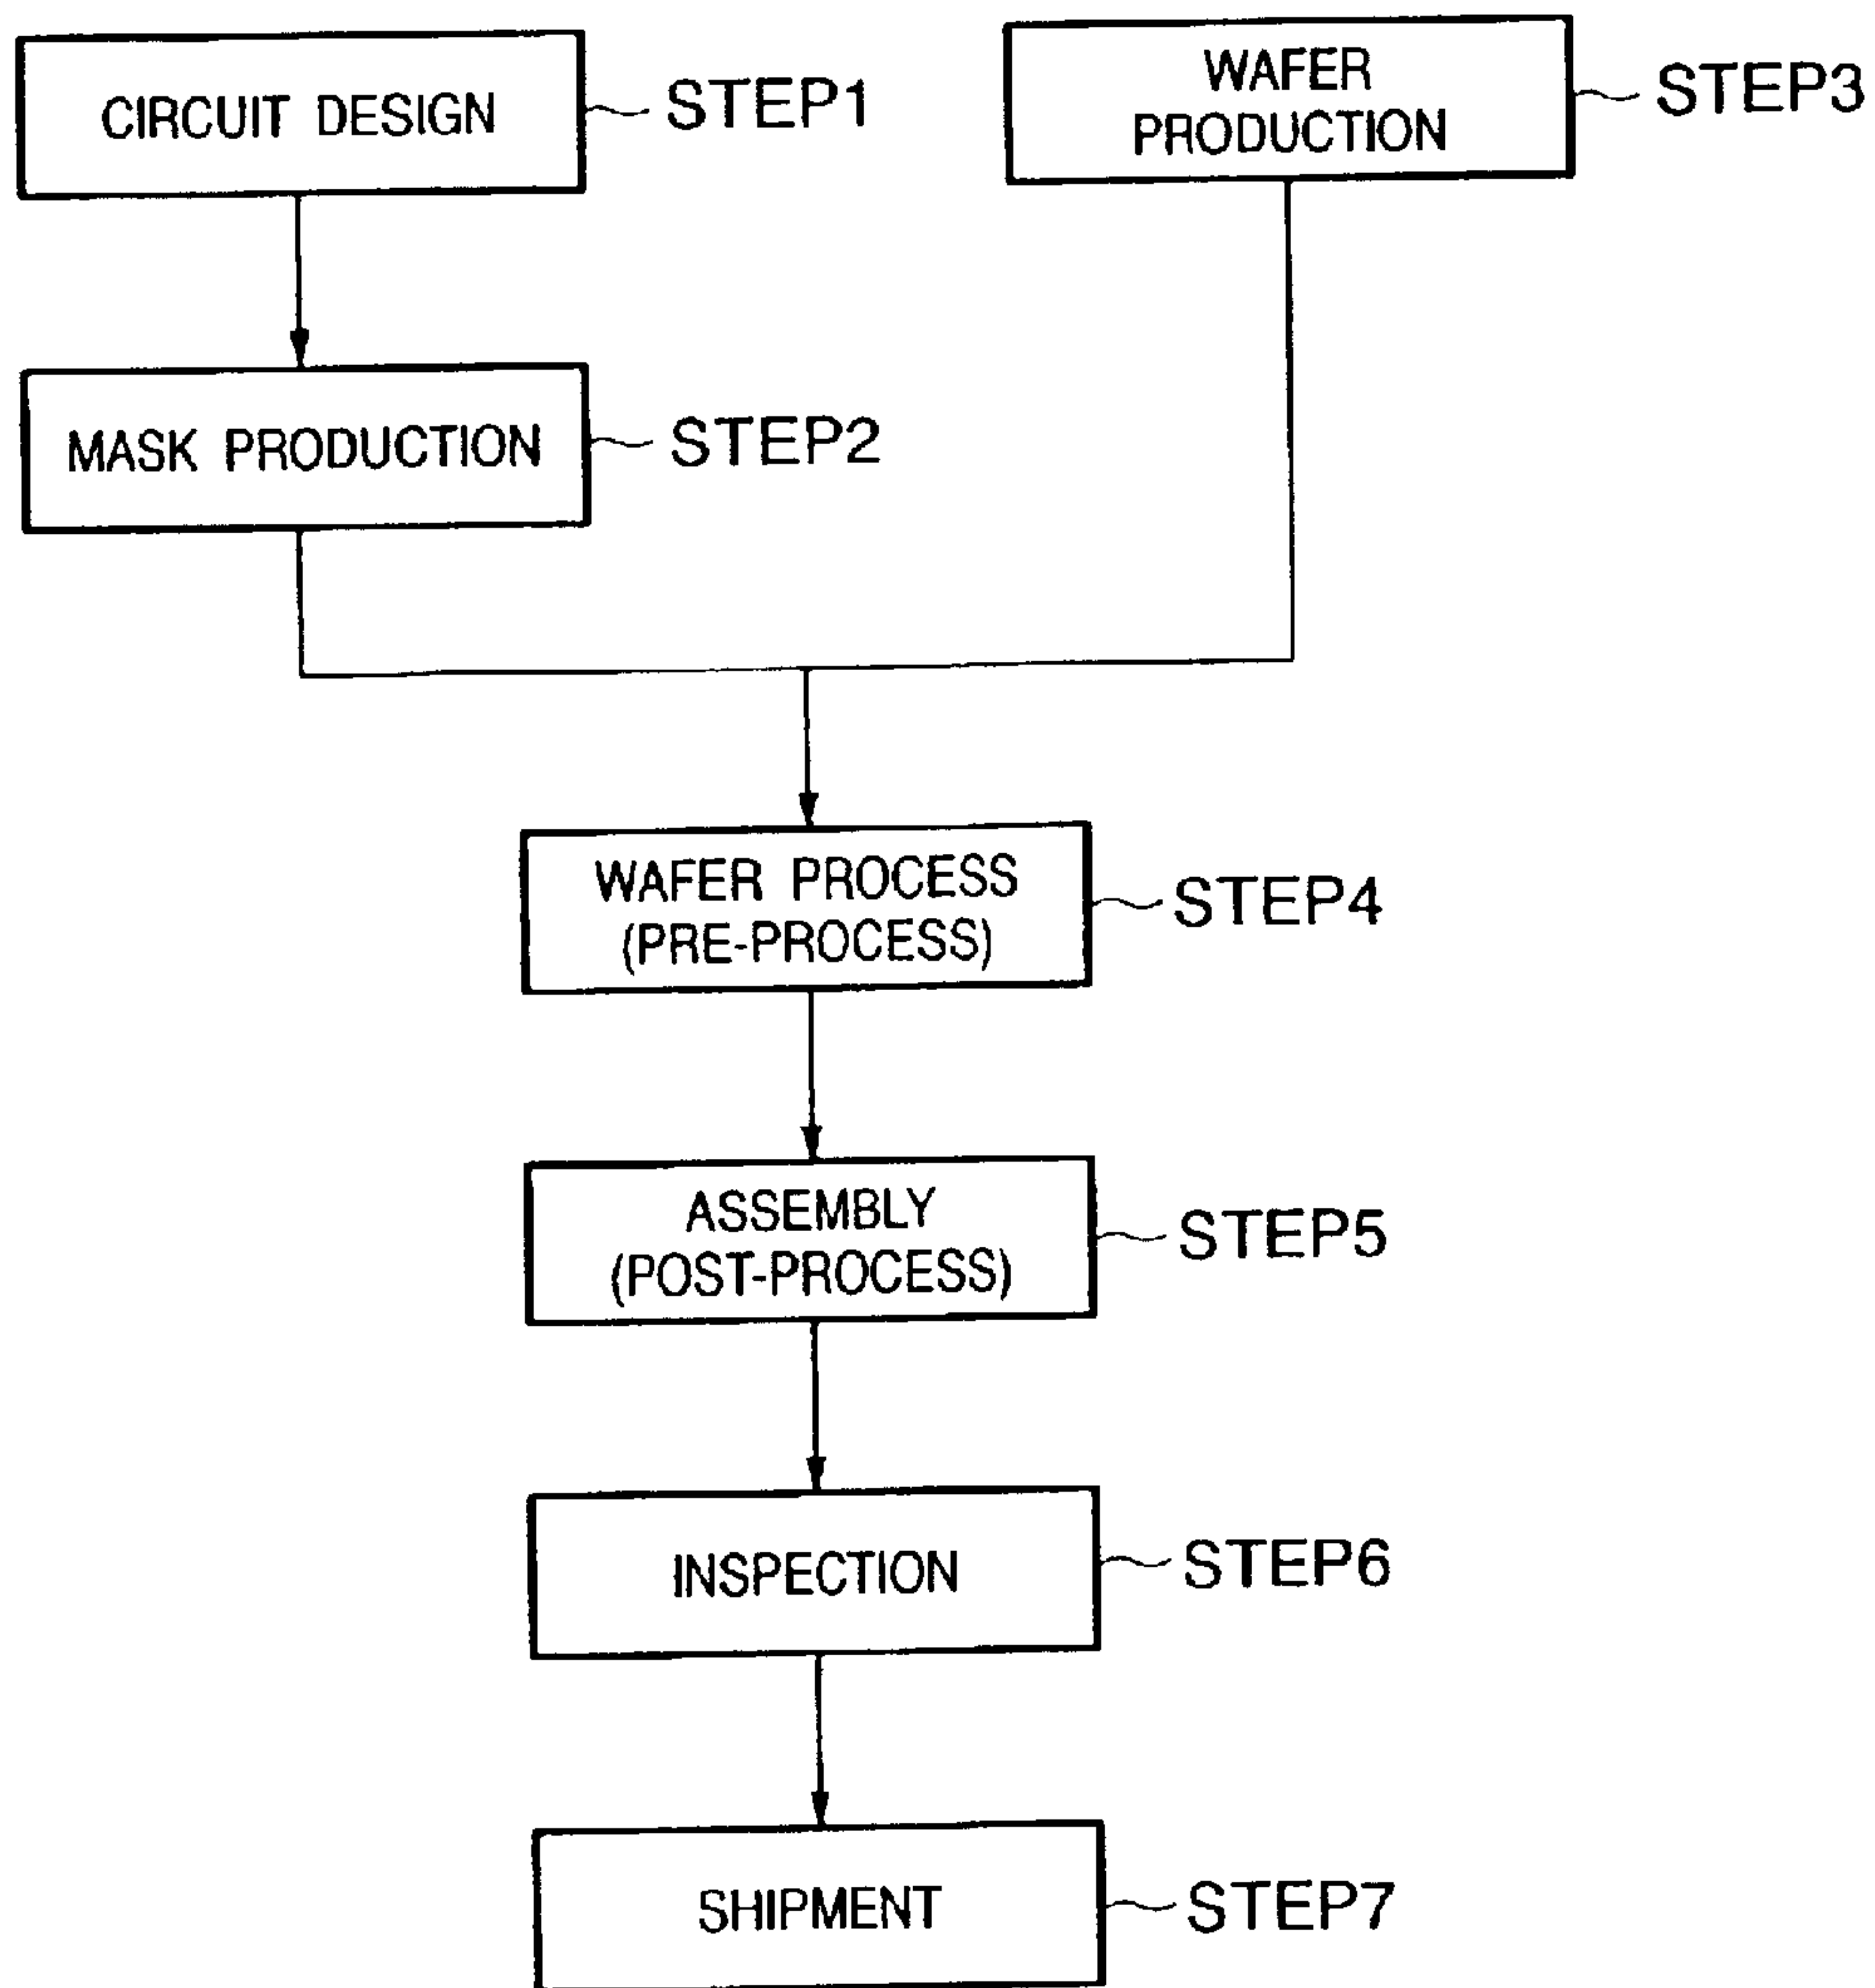 CIRCUIT DESIGN
STEP1
WAFER
PRODUCTION
STEP3
MASK PRODUCTION
STEP2
WAFER PROCESS
(PRE-PROCESS)
STEP4
ASSEMBLY
(POST-PROCESS)
STEP5
INSPECTION
STEP6
SHIPMENT
STEP7